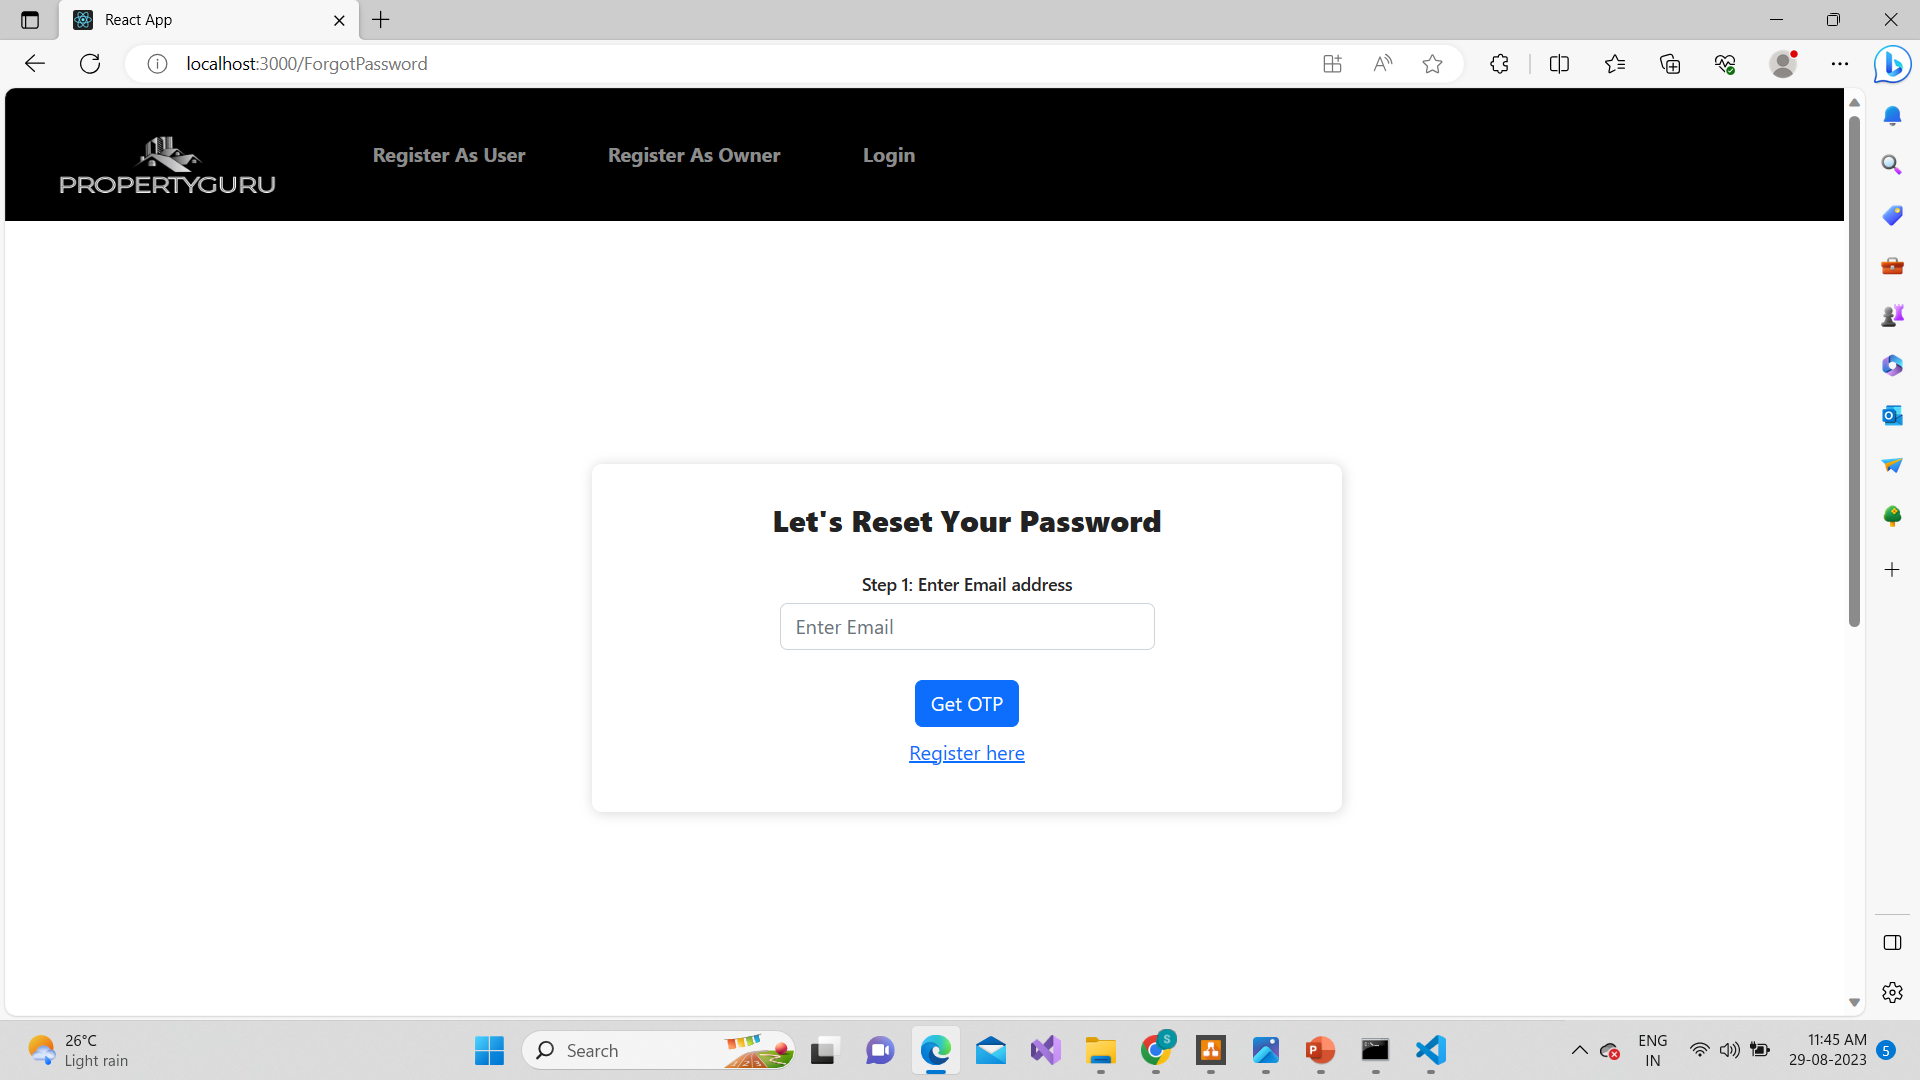 React App
localhost:3000/ForgotPassword
PROPERTYGURU
Register As User
Register As Owner
Login
Let's Reset Your Password
Step 1: Enter Email address
Enter Email
Get OTP
Register here
26°C
Light rain
Search
S
ENG
IN
11:45 AM
29-08-2023
5